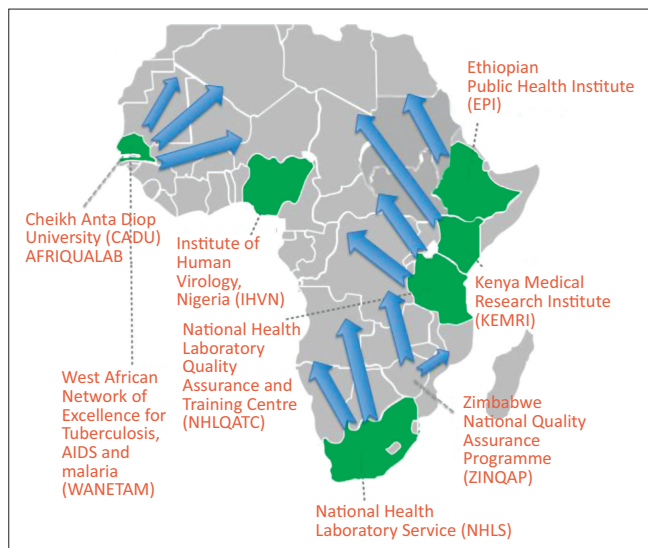 Ethiopian
Public Health Institute
(EPI)
Cheikh Anta Diop
University (CADU)
AFRIQUALAB
Institute of
Human
Virology,
Nigeria (IHVN)
Kenya Medical
Research Institute
(KEMRI)
National Health
Laboratory
Quality
Assurance and
Training Centre
(NHLQATC)
West African
Network of
Excellence for
Tuberculosis,
AIDS and
malaria
(WANETAM)
Zimbabwe
National Quality
Assurance
Programme
(ZINQAP)
National Health
Laboratory Service (NHLS)